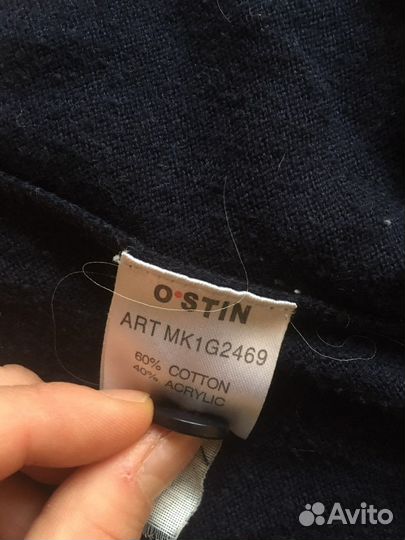 O•STIN
ART MK1G2469
60% COTTON
40% ACRYLIC
Avito